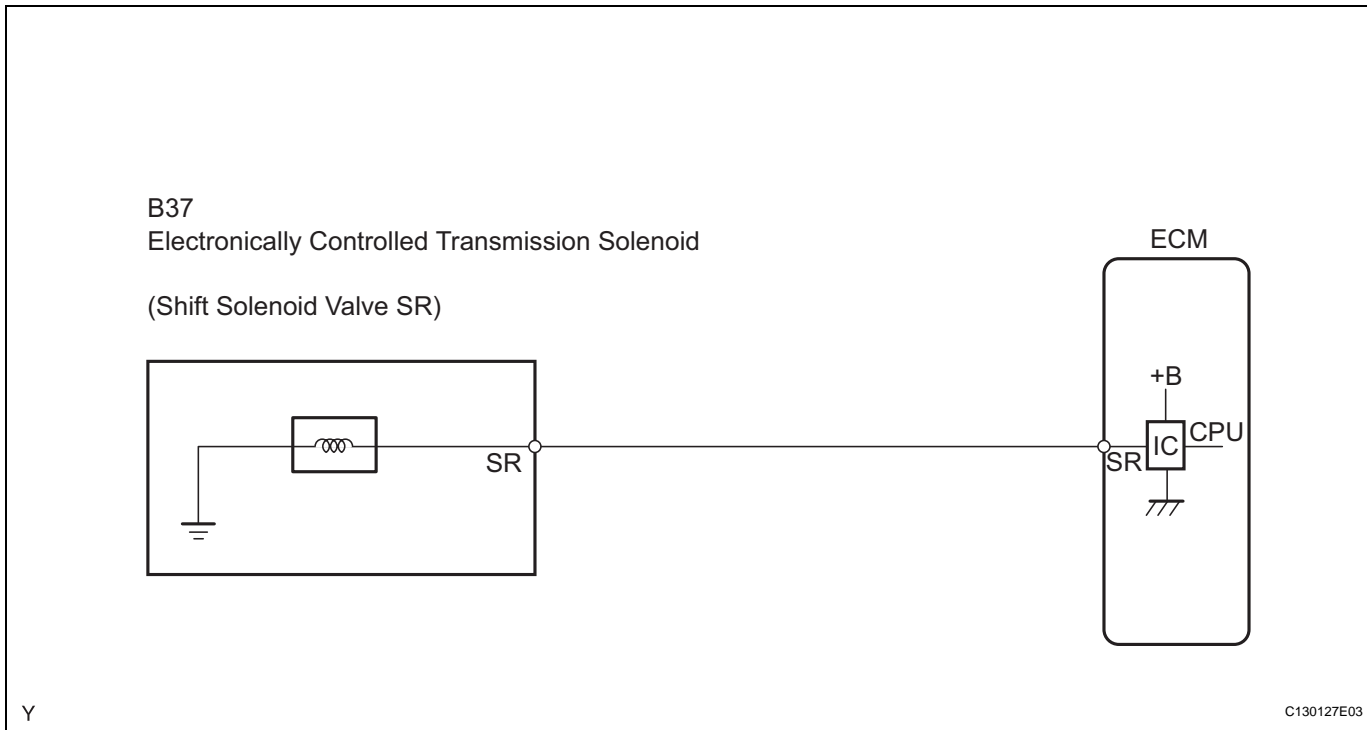 B37
Electronically Controlled Transmission Solenoid
(Shift Solenoid Valve SR)
ECM
+B
IC
CPU
SR
SR
Y
C130127E03